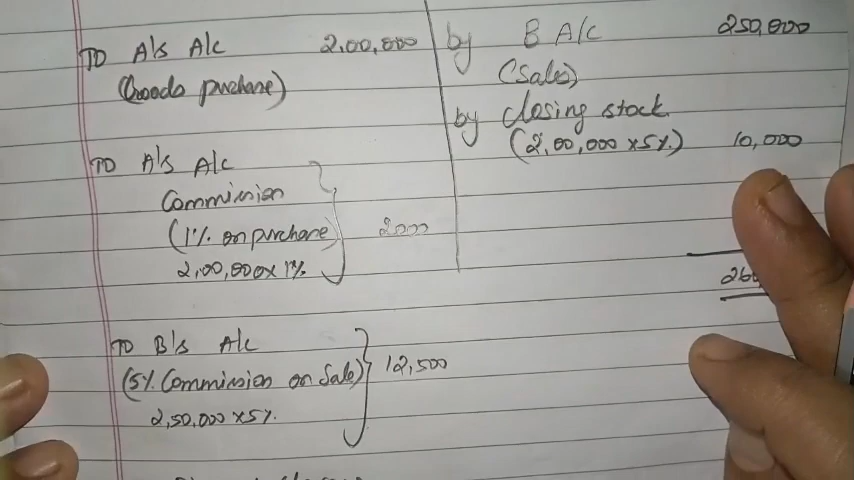 TO A's A/c 2,00,000
(Goods purchase)
TO A's A/c
Commission
(1% on purchase)
2,00,000 x 1%
2000
TO B's A/c
(5% Commission on Sale) 12,500
2,50,000 x 5%
by B A/c 250,000
(Sales)
by closing stock
(2,00,000 x 5%) 10,000